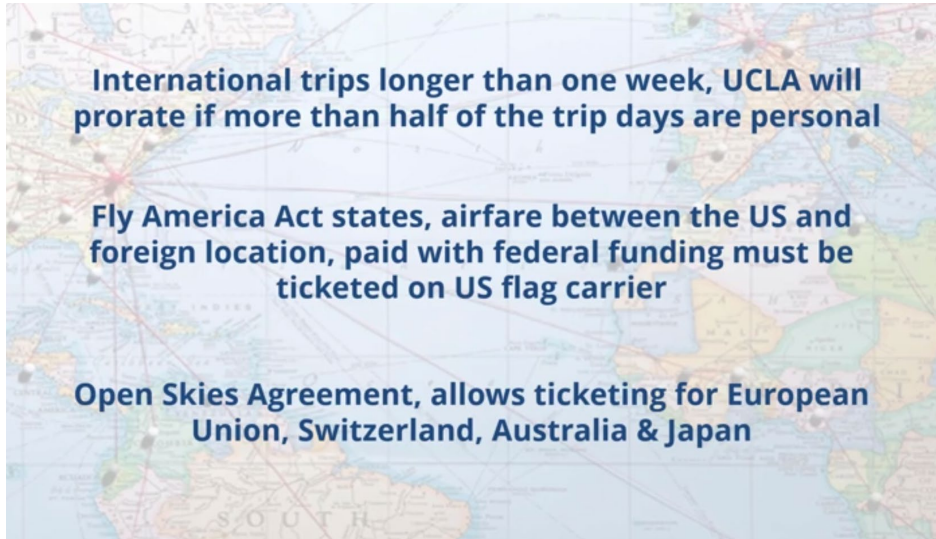 International trips longer than one week, UCLA will
prorate if more than half of the trip days are personal
Fly America Act states, airfare between the US and
foreign location, paid with federal funding must be
ticketed on US flag carrier
Open Skies Agreement, allows ticketing for European
Union, Switzerland, Australia & Japan